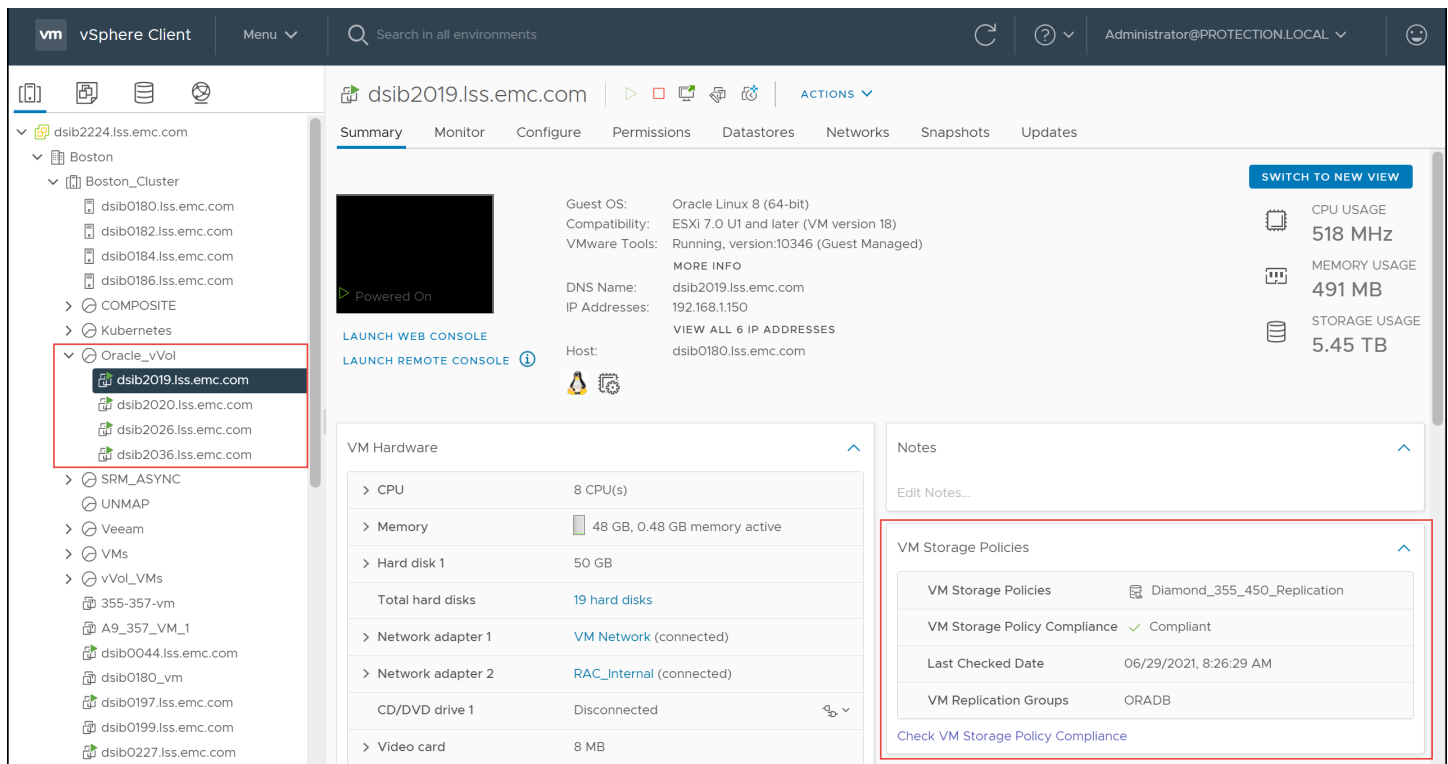 vm vSphere Client Menu Search in all environments Administrator@PROTECTION.LOCAL
dsib2224.lss.emc.com
Boston
Boston_Cluster
dsib0180.lss.emc.com
dsib0182.lss.emc.com
dsib0184.lss.emc.com
dsib0186.lss.emc.com
COMPOSITE
Kubernetes
Oracle_vVol
dsib2019.lss.emc.com
dsib2020.lss.emc.com
dsib2026.lss.emc.com
dsib2036.lss.emc.com
SRM_ASYNC
UNMAP
Veeam
VMs
vVol_VMs
355-357-vm
A9_357_VM_1
dsib0044.lss.emc.com
dsib0180_vm
dsib0197.lss.emc.com
dsib0199.lss.emc.com
dsib0227.lss.emc.com
dsib2019.lss.emc.com ACTIONS
Summary Monitor Configure Permissions Datastores Networks Snapshots Updates
SWITCH TO NEW VIEW
Powered On
LAUNCH WEB CONSOLE
LAUNCH REMOTE CONSOLE
Guest OS: Oracle Linux 8 (64-bit)
Compatibility: ESXi 7.0 U1 and later (VM version 18)
VMware Tools: Running, version:10346 (Guest Managed)
MORE INFO
DNS Name: dsib2019.lss.emc.com
IP Addresses: 192.168.1.150
VIEW ALL 6 IP ADDRESSES
Host: dsib0180.lss.emc.com
CPU USAGE
518 MHz
MEMORY USAGE
491 MB
STORAGE USAGE
5.45 TB
VM Hardware
CPU 8 CPU(s)
Memory 48 GB, 0.48 GB memory active
Hard disk 1 50 GB
Total hard disks 19 hard disks
Network adapter 1 VM Network (connected)
Network adapter 2 RAC_Internal (connected)
CD/DVD drive 1 Disconnected
Video card 8 MB
Notes
Edit Notes...
VM Storage Policies
VM Storage Policies Diamond_355_450_Replication
VM Storage Policy Compliance Compliant
Last Checked Date 06/29/2021, 8:26:29 AM
VM Replication Groups ORADB
Check VM Storage Policy Compliance